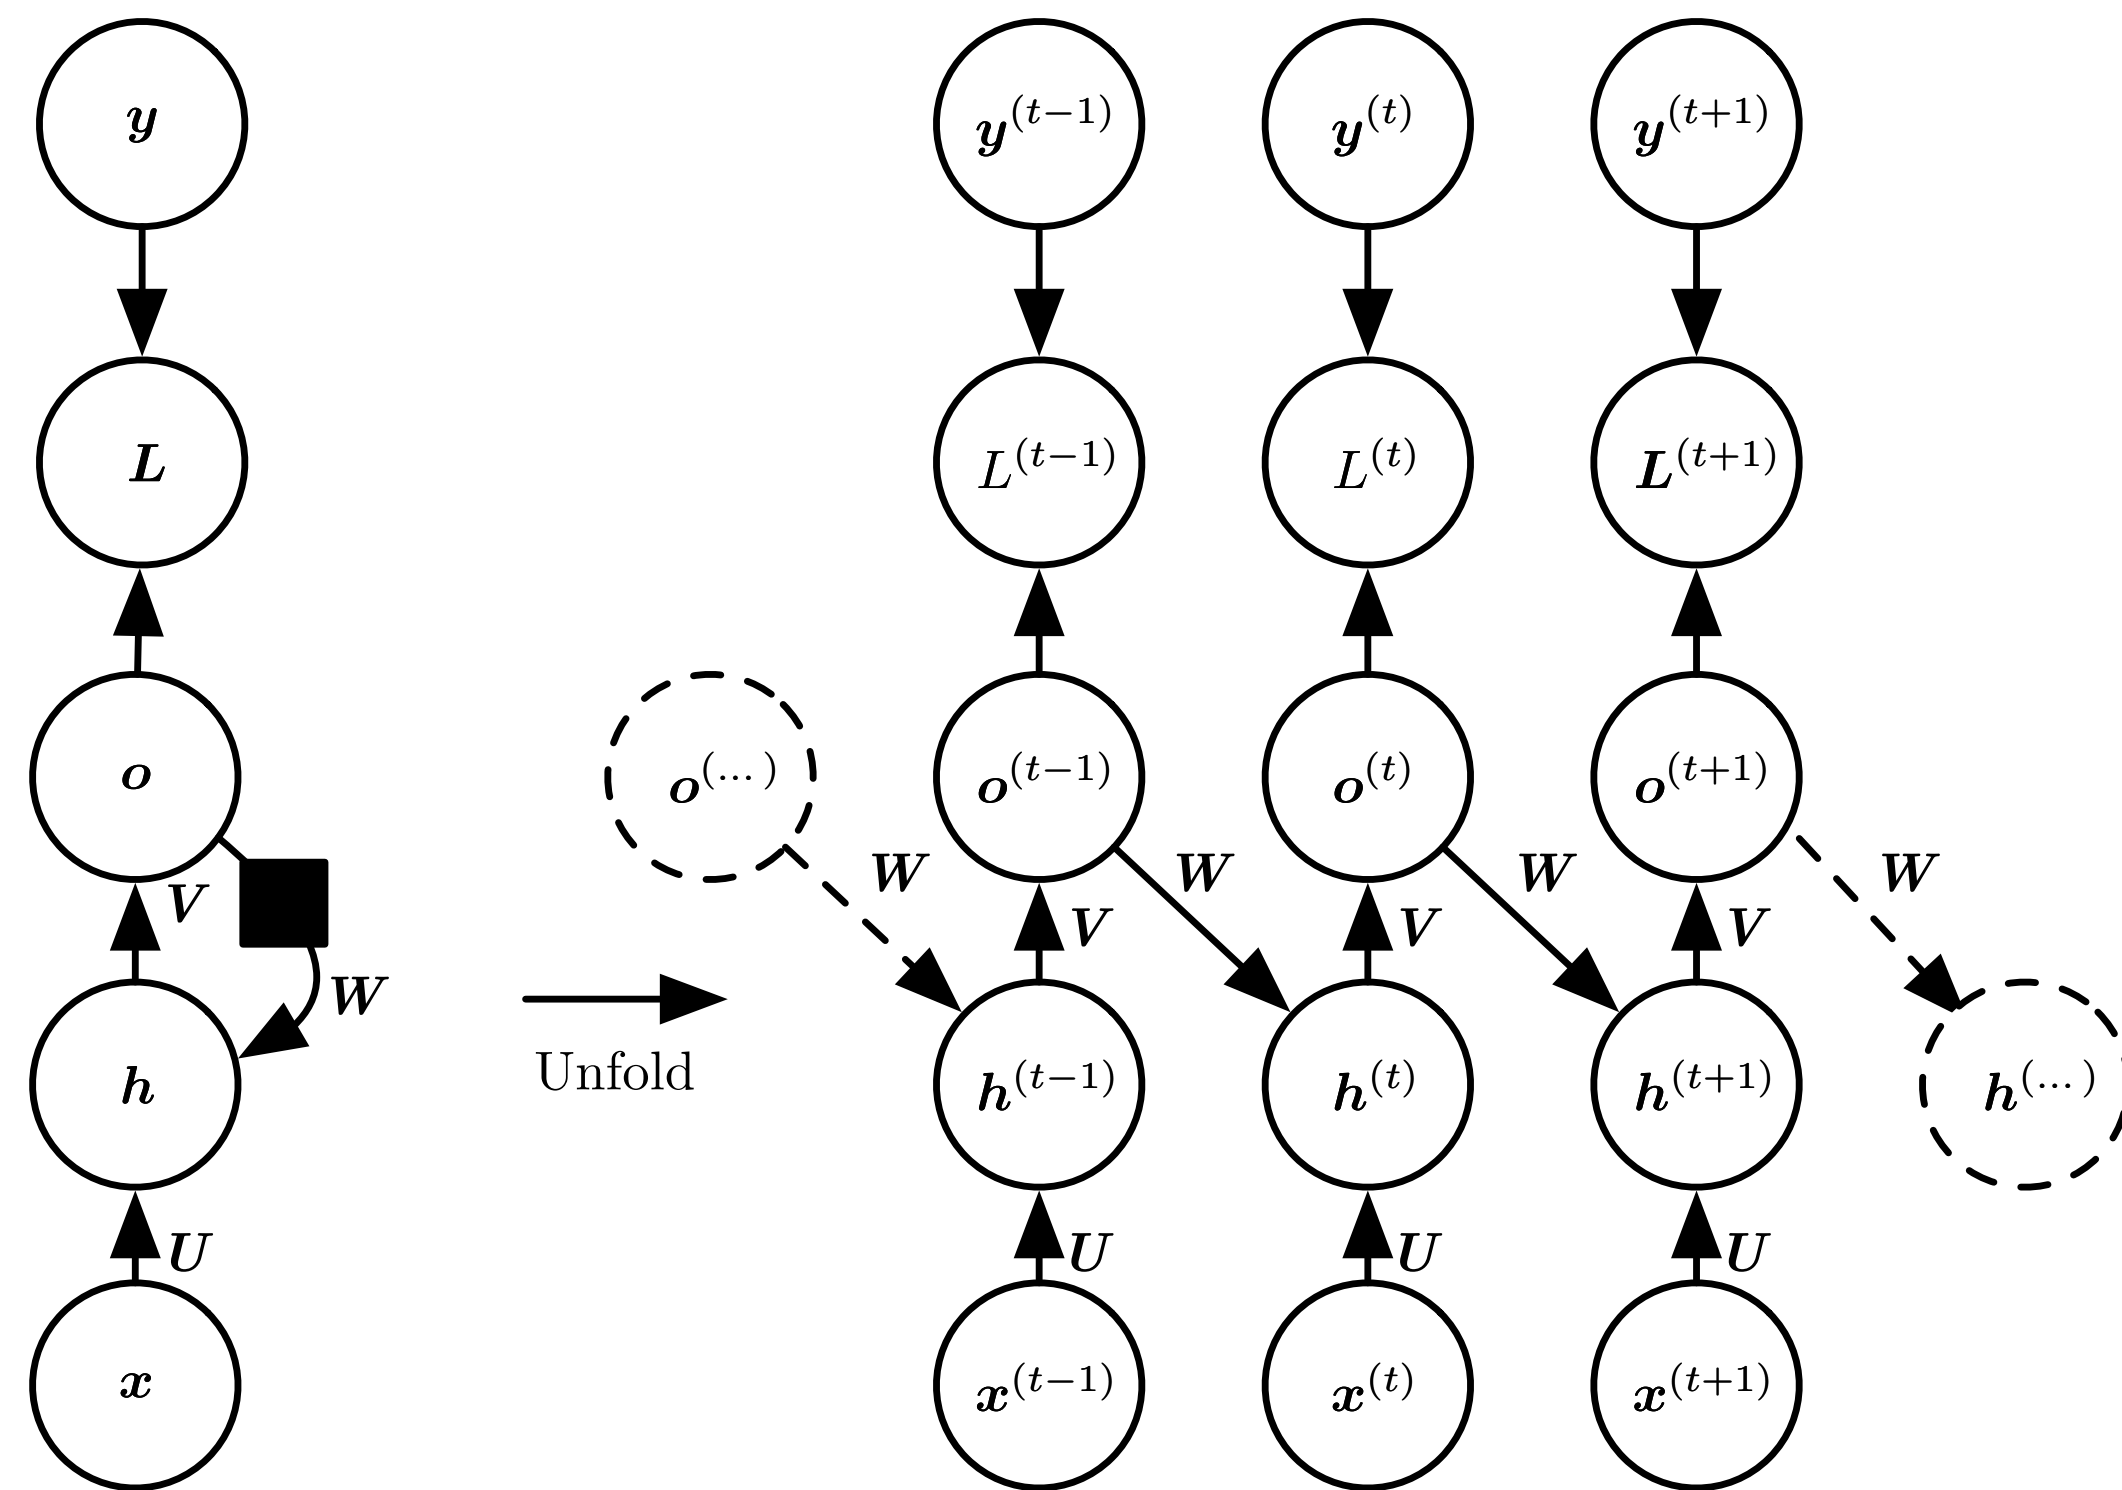 y y^{(t−1)} y^{(t)} y^{(t+1)}
L L^{(t−1)} L^{(t)} L^{(t+1)}
o o^{(...)} o^{(t−1)} o^{(t)} o^{(t+1)}
W W W W
V V V V
W
Unfold
h h^{(t−1)} h^{(t)} h^{(t+1)} h^{(...)}
U U U U
x x^{(t−1)} x^{(t)} x^{(t+1)}